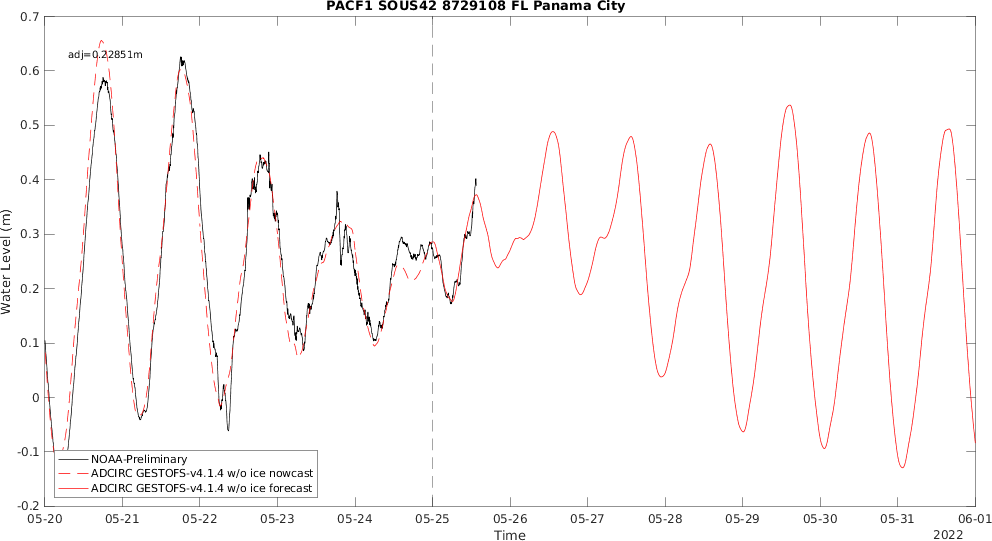 PACF1 SOUS42 8729108 FL Panama City
adj=0.22851m
Water Level (m)
0.7
0.6
0.5
0.4
0.3
0.2
0.1
0
-0.1
-0.2
NOAA-Preliminary
ADCIRC GESTOFS-v4.1.4 w/o ice nowcast
ADCIRC GESTOFS-v4.1.4 w/o ice forecast
05-20 05-21 05-22 05-23 05-24 05-25 05-26 05-27 05-28 05-29 05-30 05-31 06-01
Time
2022